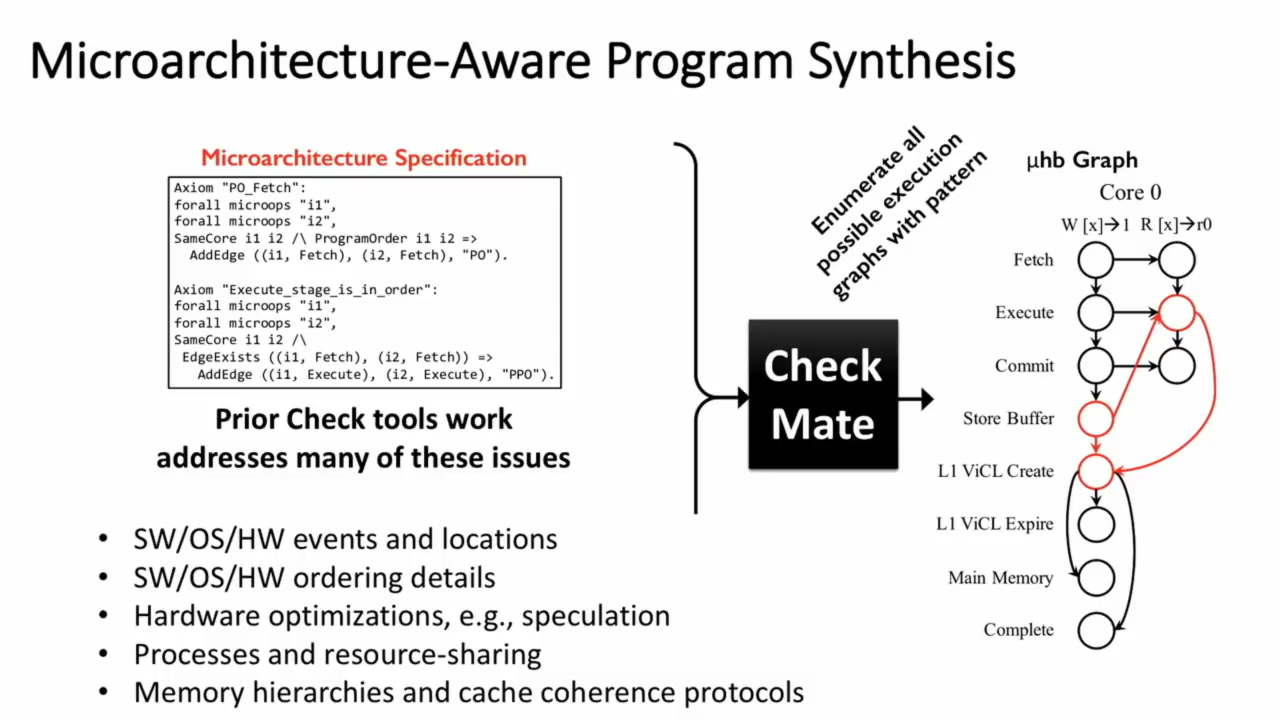 Microarchitecture-Aware Program Synthesis
Microarchitecture Specification
Axiom "PO_Fetch":
forall microops "i1",
forall microops "i2",
SameCore i1 i2 /\ ProgramOrder i1 i2 =>
AddEdge ((i1, Fetch), (i2, Fetch), "PO").
Axiom "Execute_stage_is_in_order":
forall microops "i1",
forall microops "i2",
SameCore i1 i2 /\
EdgeExists ((i1, Fetch), (i2, Fetch)) =>
AddEdge ((i1, Execute), (i2, Execute), "PPO").
Prior Check tools work
addresses many of these issues
• SW/OS/HW events and locations
• SW/OS/HW ordering details
• Hardware optimizations, e.g., speculation
• Processes and resource-sharing
• Memory hierarchies and cache coherence protocols
Enumerate all
possible execution
graphs with pattern
Check
Mate
μhb Graph
Core 0
W [x]→1 R [x]→r0
Fetch
Execute
Commit
Store Buffer
L1 ViCL Create
L1 ViCL Expire
Main Memory
Complete